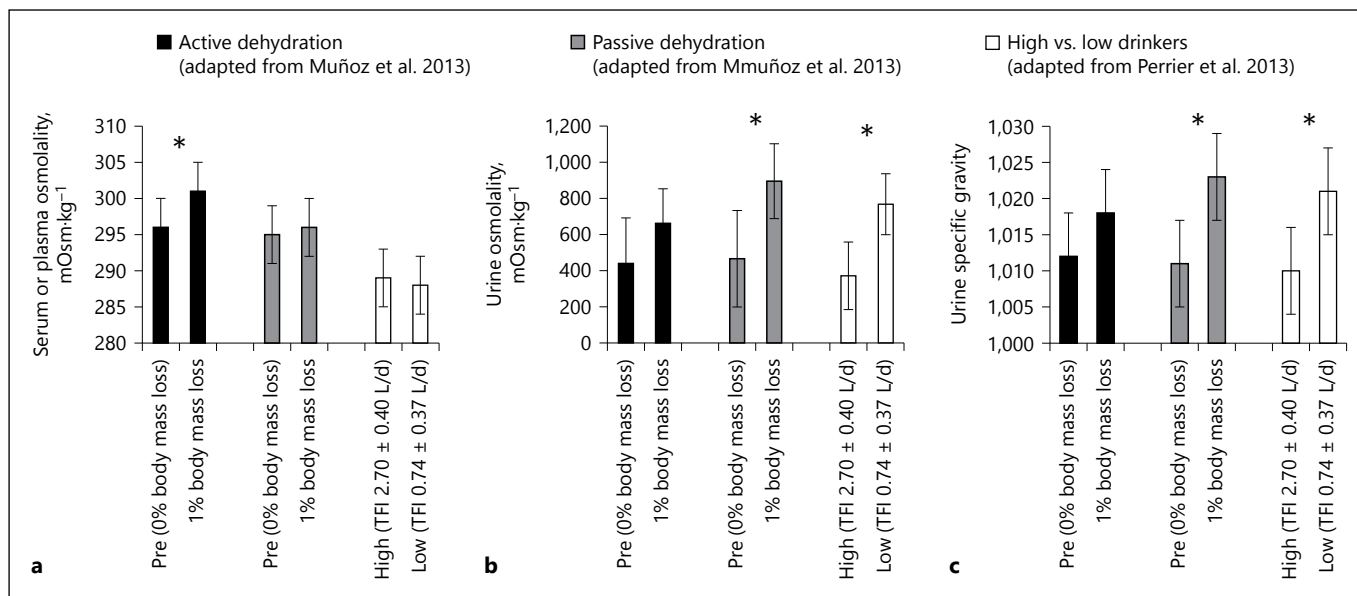 Active dehydration
(adapted from Muñoz et al. 2013)
Passive dehydration
(adapted from Mmuñoz et al. 2013)
High vs. low drinkers
(adapted from Perrier et al. 2013)
Serum or plasma osmolality,
mOsm·kg⁻¹
310
305
300
295
290
285
280
*
Pre (0% body mass loss)
1% body mass loss
Pre (0% body mass loss)
1% body mass loss
High (TFI 2.70 ± 0.40 L/d)
Low (TFI 0.74 ± 0.37 L/d)
a
Urine osmolality,
mOsm·kg⁻¹
1,200
1,000
800
600
400
200
0
*
*
Pre (0% body mass loss)
1% body mass loss
Pre (0% body mass loss)
1% body mass loss
High (TFI 2.70 ± 0.40 L/d)
Low (TFI 0.74 ± 0.37 L/d)
b
Urine specific gravity
1,030
1,025
1,020
1,015
1,010
1,005
1,000
*
*
Pre (0% body mass loss)
1% body mass loss
Pre (0% body mass loss)
1% body mass loss
High (TFI 2.70 ± 0.40 L/d)
Low (TFI 0.74 ± 0.37 L/d)
c